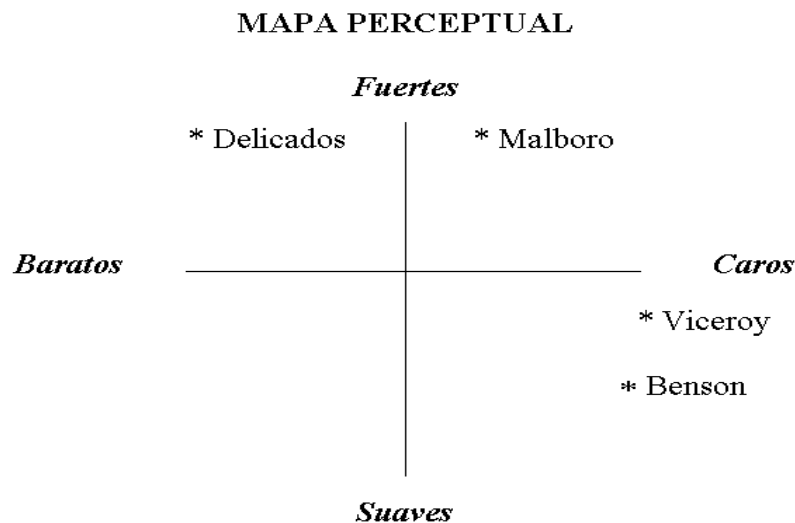 MAPA PERCEPTUAL
Fuertes
* Delicados * Malboro
Baratos Caros
* Viceroy
* Benson
Suaves